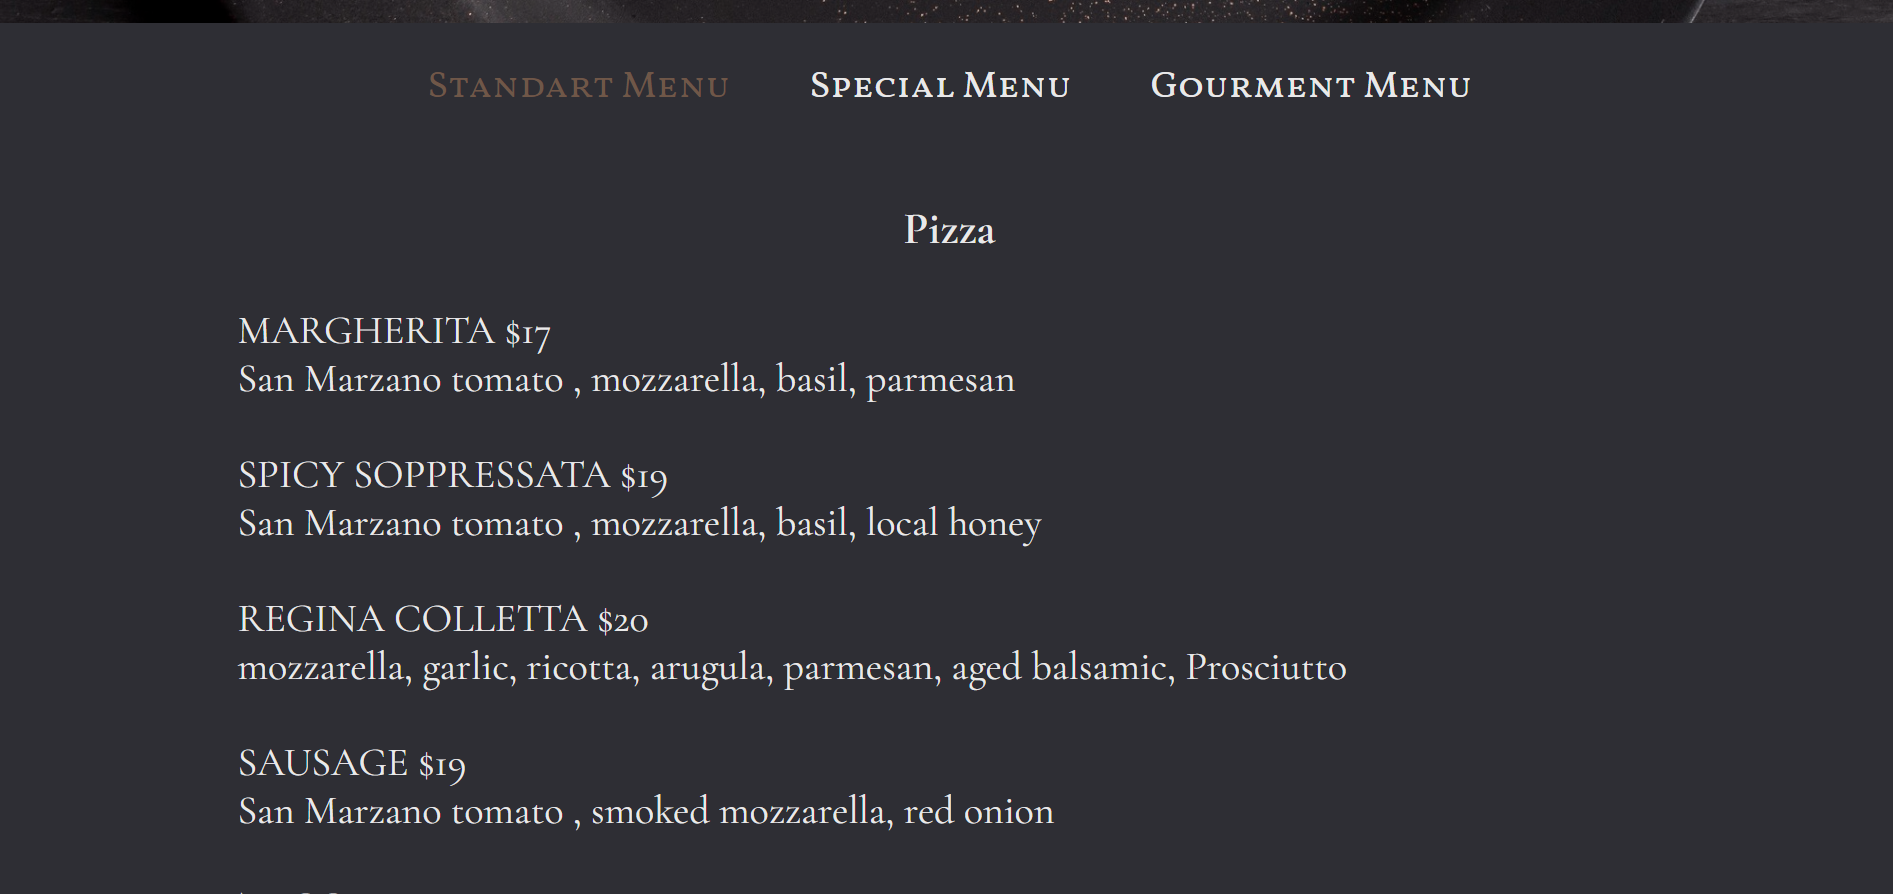 Standart Menu Special Menu Gourment Menu
Pizza
MARGHERITA $17
San Marzano tomato , mozzarella, basil, parmesan
SPICY SOPPRESSATA $19
San Marzano tomato , mozzarella, basil, local honey
REGINA COLLETTA $20
mozzarella, garlic, ricotta, arugula, parmesan, aged balsamic, Prosciutto
SAUSAGE $19
San Marzano tomato , smoked mozzarella, red onion